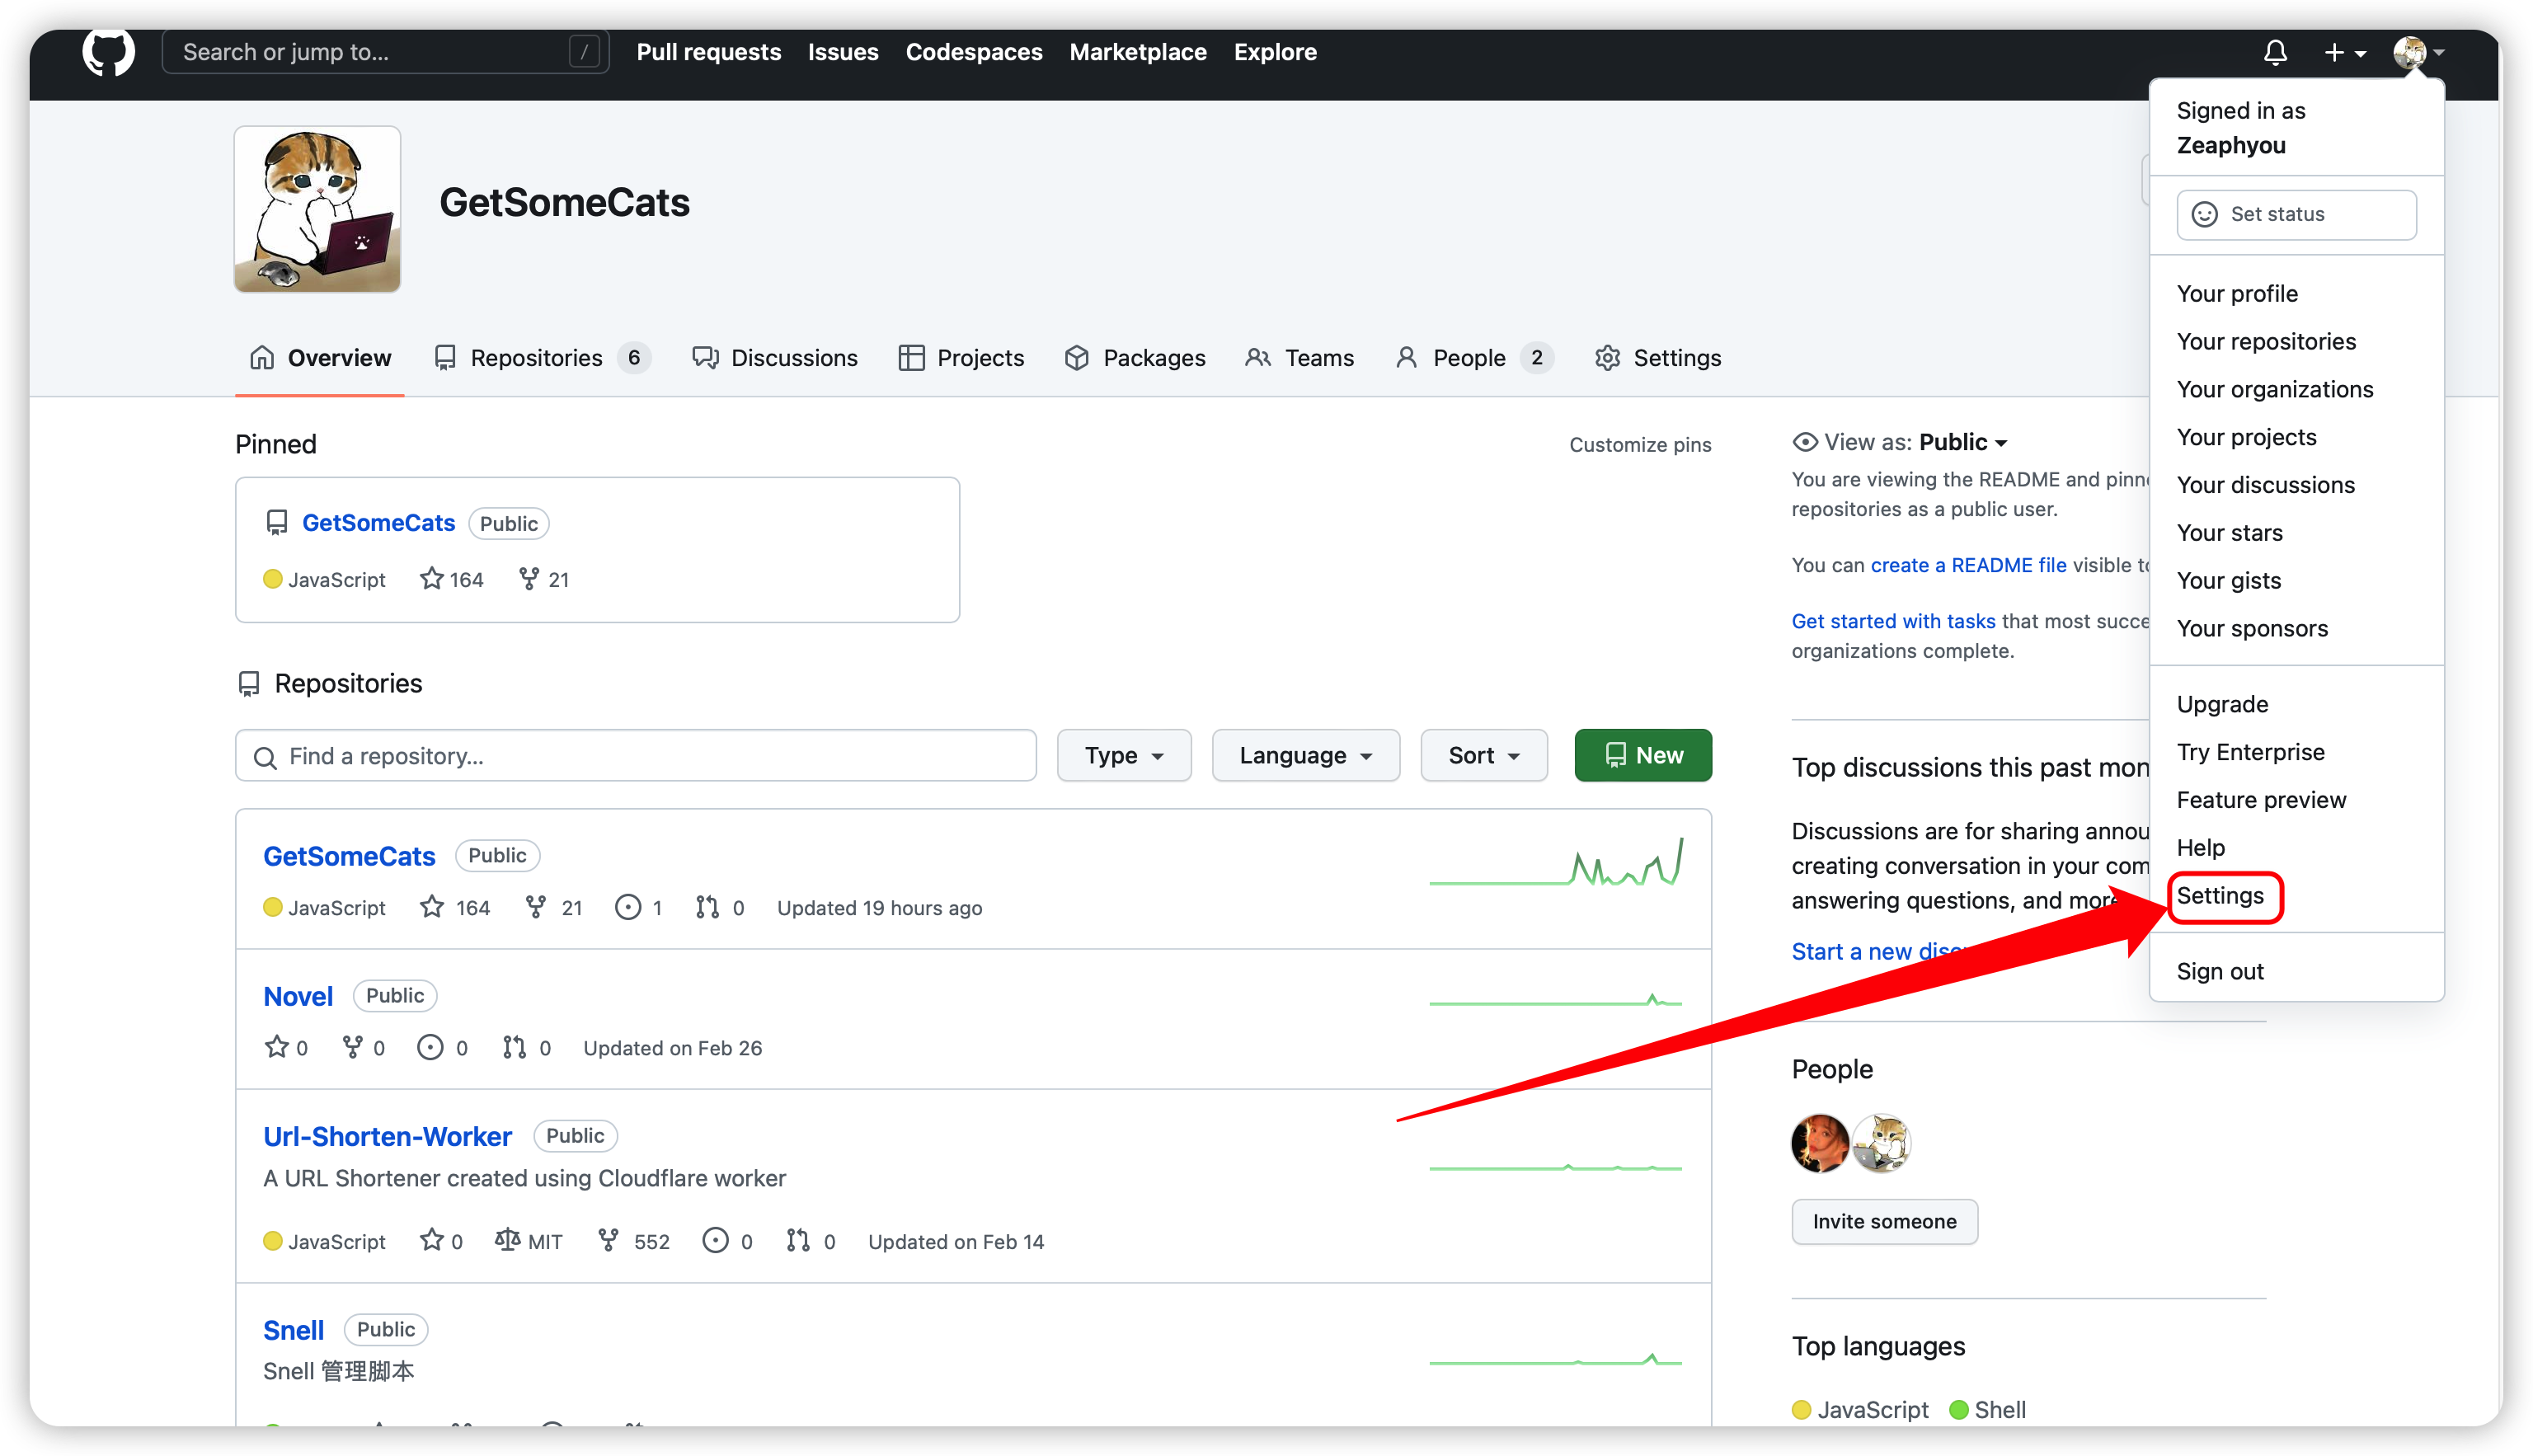 Search or jump to... /
Pull requests Issues Codespaces Marketplace Explore
GetSomeCats
Overview Repositories 6 Discussions Projects Packages Teams People 2 Settings
Pinned
Customize pins
GetSomeCats Public
JavaScript 164 21
Repositories
Find a repository...
Type Language Sort New
GetSomeCats Public
JavaScript 164 21 1 0 Updated 19 hours ago
Novel Public
0 0 0 0 Updated on Feb 26
Url-Shorten-Worker Public
A URL Shortener created using Cloudflare worker
JavaScript 0 MIT 552 0 0 Updated on Feb 14
Snell Public
Snell 管理脚本
View as: Public
You are viewing the README and pinn
repositories as a public user.
You can create a README file visible t
Get started with tasks that most succe
organizations complete.
Top discussions this past mon
Discussions are for sharing annou
creating conversation in your com
answering questions, and more
Start a new dis
People
Invite someone
Top languages
JavaScript Shell
Signed in as
Zeaphyou
Set status
Your profile
Your repositories
Your organizations
Your projects
Your discussions
Your stars
Your gists
Your sponsors
Upgrade
Try Enterprise
Feature preview
Help
Settings
Sign out